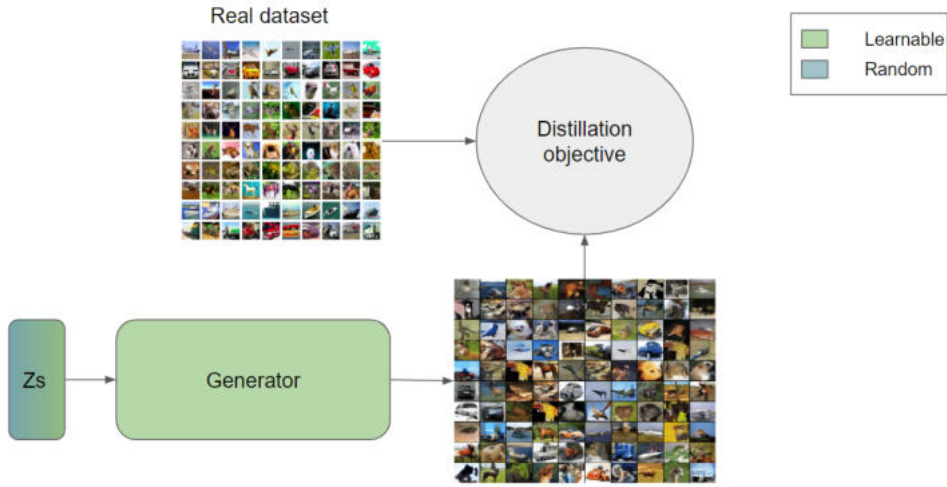 Real dataset
Learnable
Random
Distillation
objective
Zs
Generator